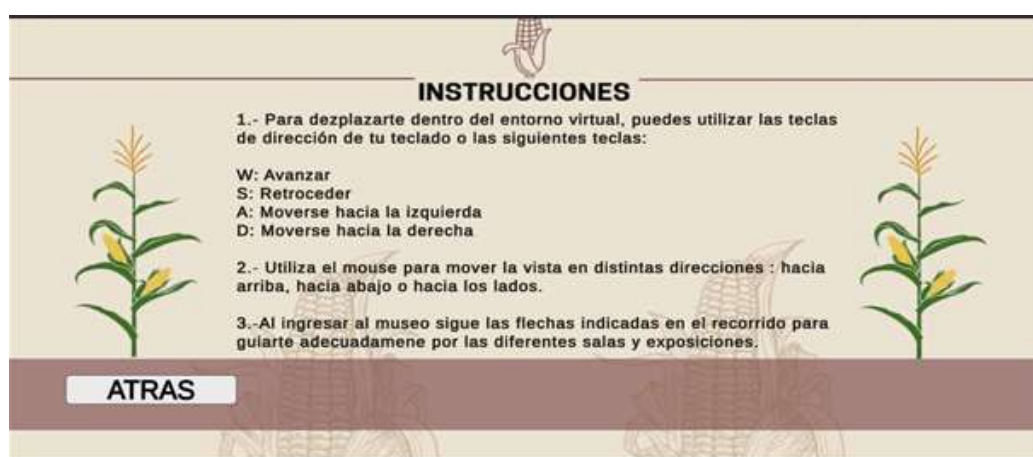 INSTRUCCIONES
1.- Para dezplazarte dentro del entorno virtual, puedes utilizar las teclas
de dirección de tu teclado o las siguientes teclas:
W: Avanzar
S: Retroceder
A: Moverse hacia la izquierda
D: Moverse hacia la derecha
2.- Utiliza el mouse para mover la vista en distintas direcciones : hacia
arriba, hacia abajo o hacia los lados.
3.-Al ingresar al museo sigue las flechas indicadas en el recorrido para
guiarte adecuadamene por las diferentes salas y exposiciones.
ATRAS